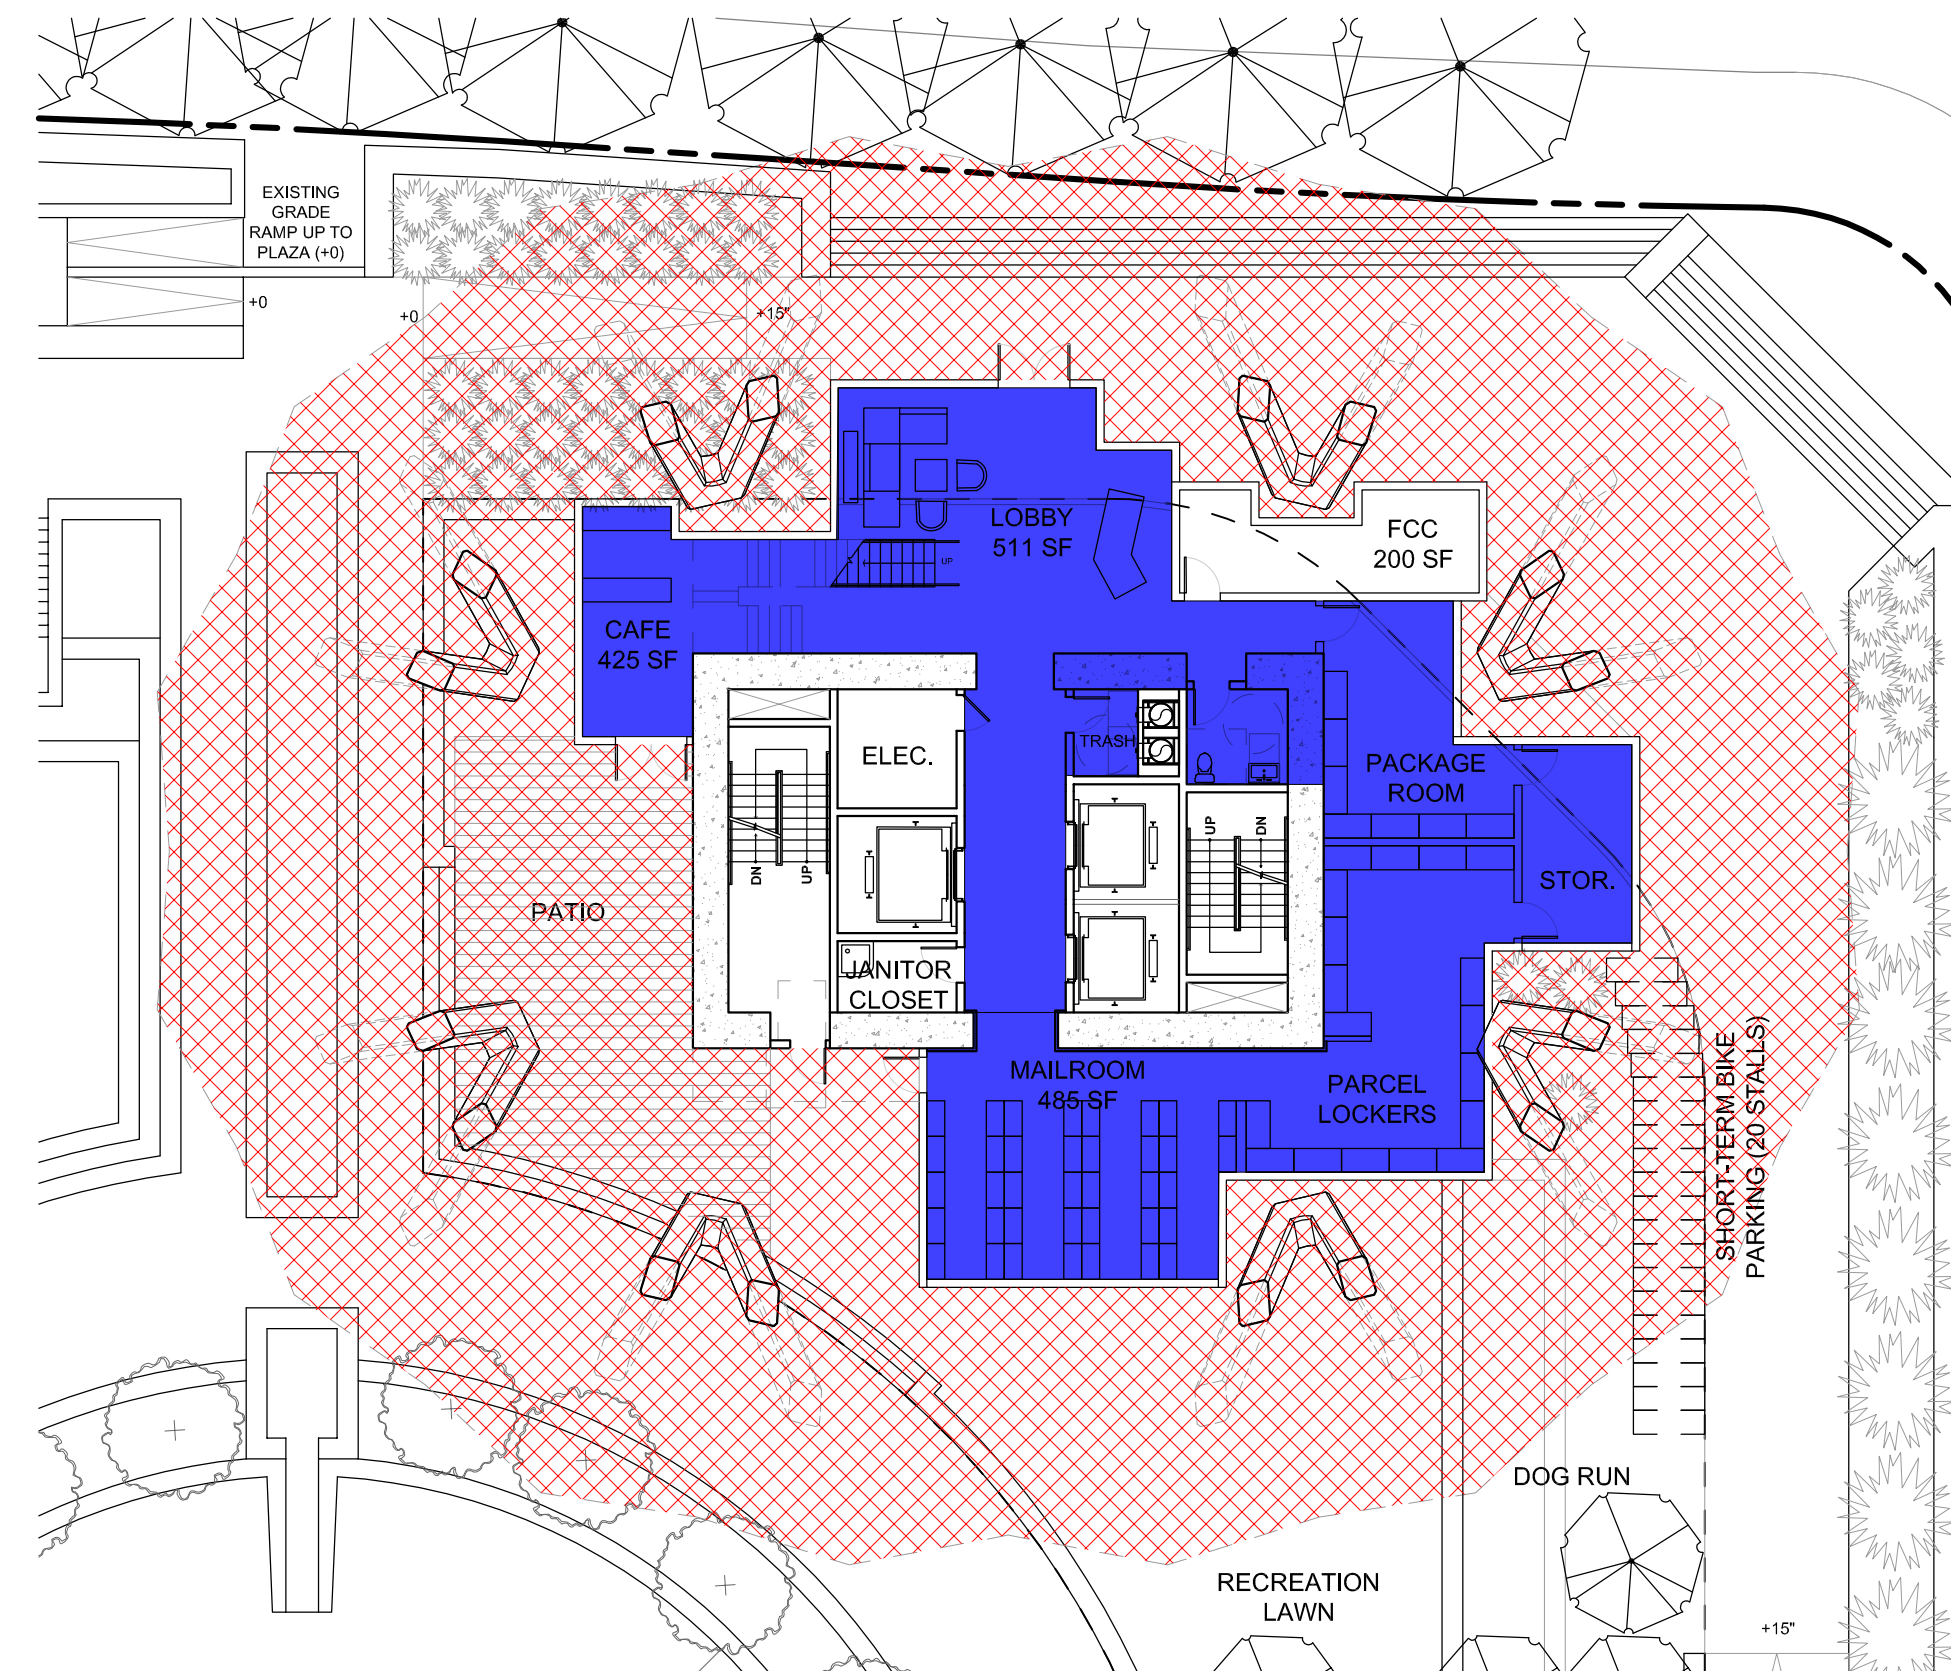 EXISTING
GRADE
RAMP UP TO
PLAZA (+0)
+0
+0
+15"
LOBBY
511 SF
UP
FCC
200 SF
CAFE
425 SF
ELEC.
TRASH
PACKAGE
ROOM
DN
UP
UP
DN
STOR.
PATIO
JANITOR
CLOSET
MAILROOM
485 SF
PARCEL
LOCKERS
SHORT-TERM BIKE
PARKING (20 STALLS)
DOG RUN
RECREATION
LAWN
+15"